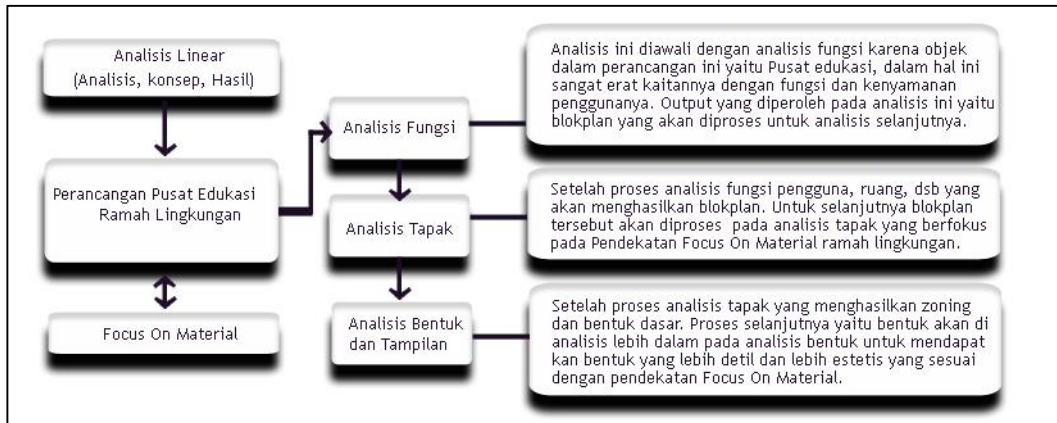 Analisis Linear
(Analisis, konsep, Hasil)
Perancangan Pusat Edukasi
Ramah Lingkungan
Focus On Material
Analisis Fungsi
Analisis Tapak
Analisis Bentuk
dan Tampilan
Analisis ini diawali dengan analisis fungsi karena objek
dalam perancangan ini yaitu Pusat edukasi, dalam hal ini
sangat erat kaitannya dengan fungsi dan kenyamanan
penggunanya. Output yang diperoleh pada analisis ini yaitu
blokplan yang akan diproses untuk analisis selanjutnya.
Setelah proses analisis fungsi pengguna, ruang, dsb yang
akan menghasilkan blokplan. Untuk selanjutnya blokplan
tersebut akan diproses pada analisis tapak yang berfokus
pada Pendekatan Focus On Material ramah lingkungan.
Setelah proses analisis tapak yang menghasilkan zoning
dan bentuk dasar. Proses selanjutnya yaitu bentuk akan di
analisis lebih dalam pada analisis bentuk untuk mendapat
kan bentuk yang lebih detil dan lebih estetis yang sesuai
dengan pendekatan Focus On Material.